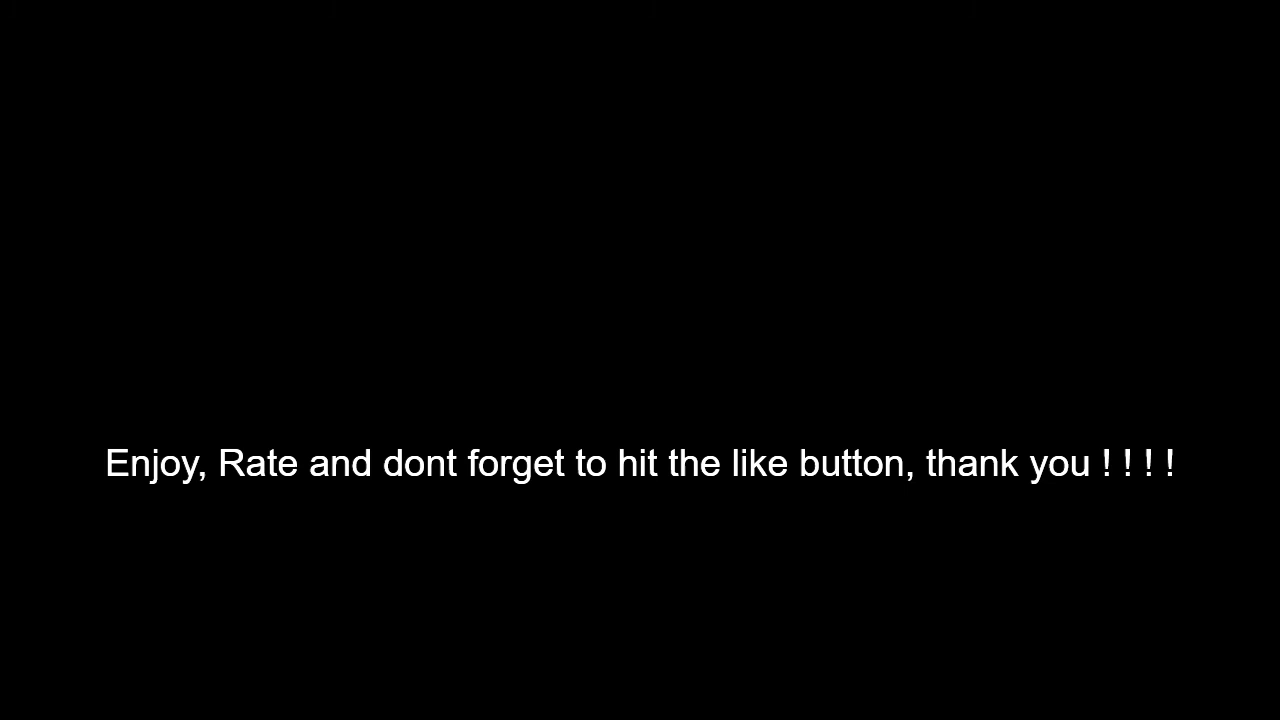 Enjoy, Rate and dont forget to hit the like button, thank you ! ! ! !